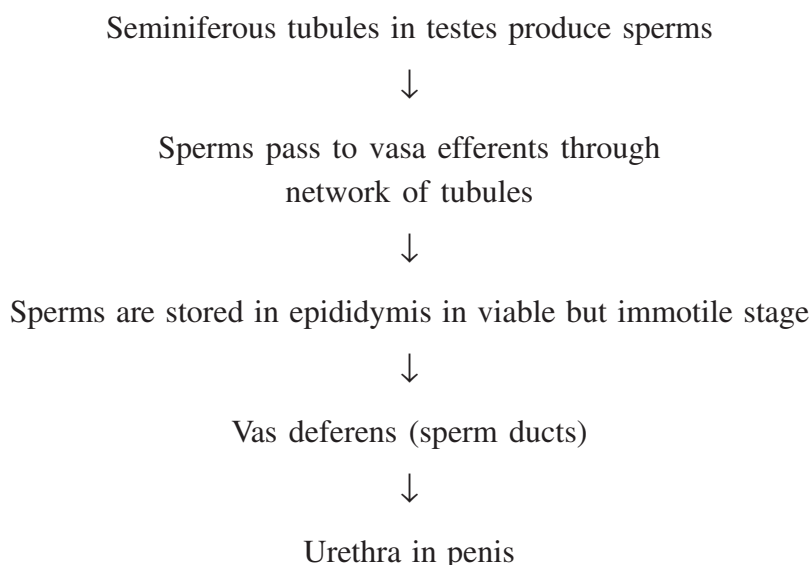 Seminiferous tubules in testes produce sperms
↓
Sperms pass to vasa efferents through
network of tubules
↓
Sperms are stored in epididymis in viable but immotile stage
↓
Vas deferens (sperm ducts)
↓
Urethra in penis